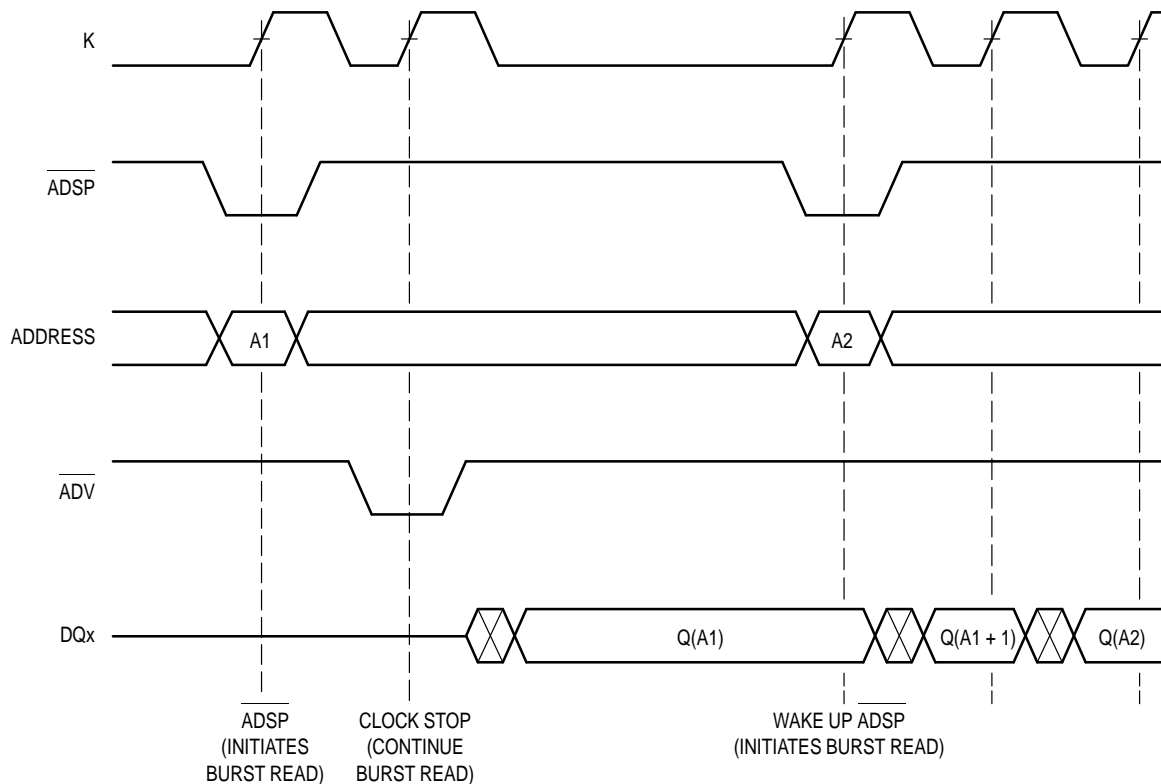 K
ADSP
ADDRESS
A1
A2
ADV
DQx
Q(A1)
Q(A1 + 1)
Q(A2)
ADSP
(INITIATES
BURST READ)
CLOCK STOP
(CONTINUE
BURST READ)
WAKE UP ADSP
(INITIATES BURST READ)